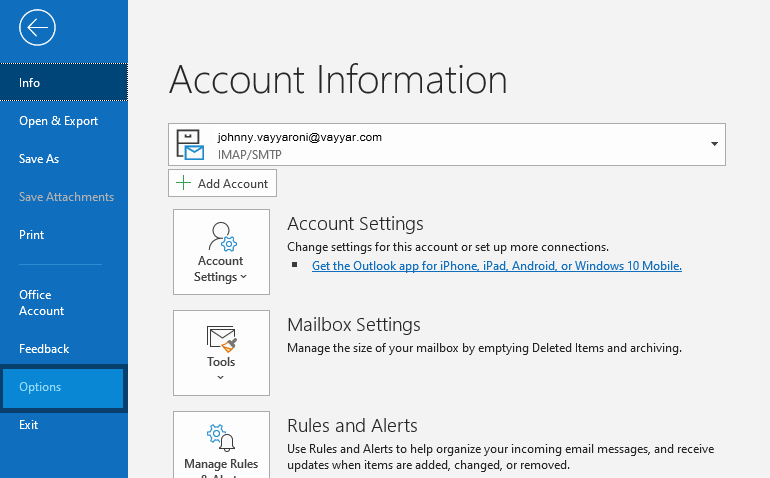 Info
Open & Export
Save As
Save Attachments
Print
Office
Account
Feedback
Options
Exit
Account Information
johnny.vayyaroni@vayyar.com
IMAP/SMTP
Add Account
Account
Settings
Account Settings
Change settings for this account or set up more connections.
Get the Outlook app for iPhone, iPad, Android, or Windows 10 Mobile.
Tools
Mailbox Settings
Manage the size of your mailbox by emptying Deleted Items and archiving.
Manage Rules
& Alerts
Rules and Alerts
Use Rules and Alerts to help organize your incoming email messages, and receive
updates when items are added, changed, or removed.